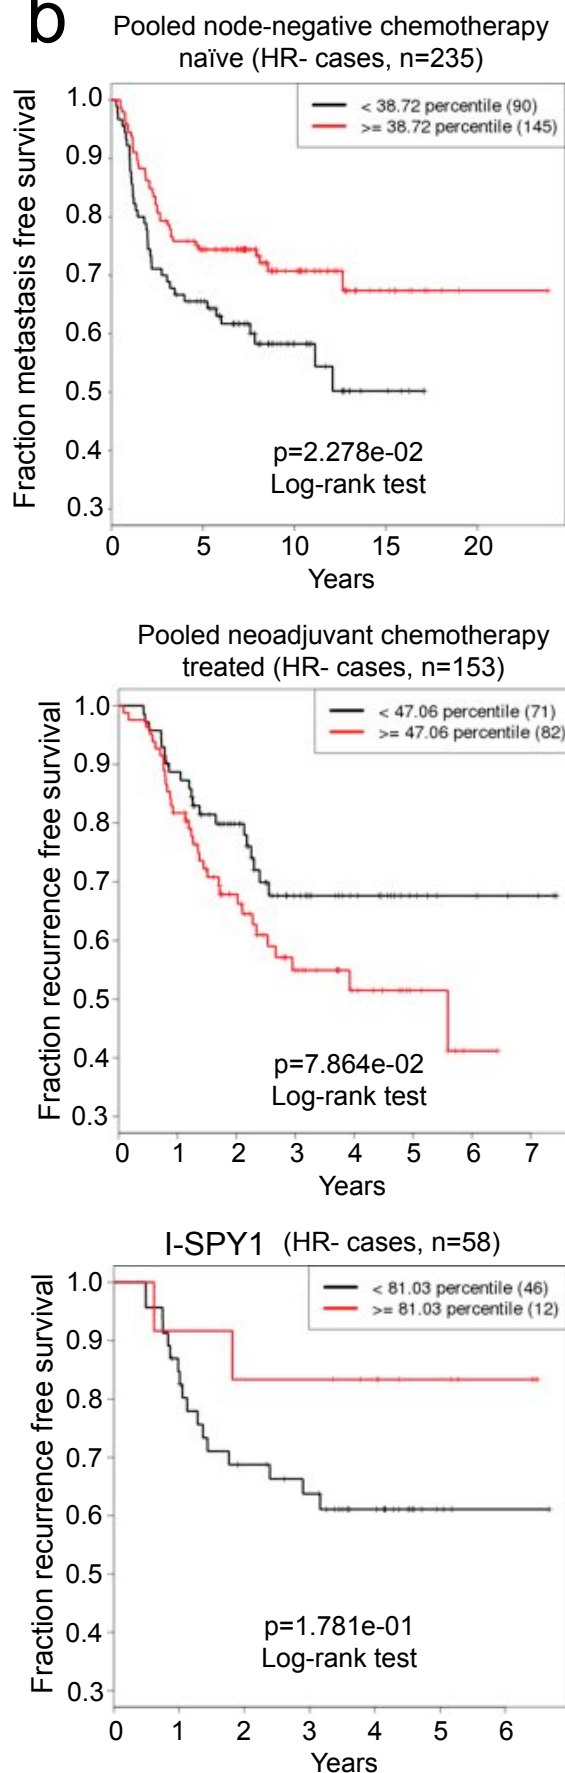 b
Pooled node-negative chemotherapy
naïve (HR- cases, n=235)
Fraction metastasis free survival
1.0
0.9
0.8
0.7
0.6
0.5
0.4
0.3
< 38.72 percentile (90)
>= 38.72 percentile (145)
p=2.278e-02
Log-rank test
0 5 10 15 20
Years
Pooled neoadjuvant chemotherapy
treated (HR- cases, n=153)
Fraction recurrence free survival
1.0
0.9
0.8
0.7
0.6
0.5
0.4
0.3
< 47.06 percentile (71)
>= 47.06 percentile (82)
p=7.864e-02
Log-rank test
0 1 2 3 4 5 6 7
Years
I-SPY1 (HR- cases, n=58)
Fraction recurrence free survival
1.0
0.9
0.8
0.7
0.6
0.5
0.4
0.3
< 81.03 percentile (46)
>= 81.03 percentile (12)
p=1.781e-01
Log-rank test
0 1 2 3 4 5 6
Years